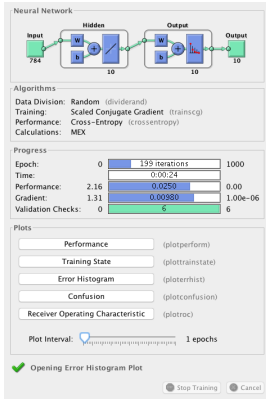 Neural Network
Hidden Output
Input Output
W W
b b
784 10 10 10
Algorithms
Data Division: Random (dividerand)
Training: Scaled Conjugate Gradient (trainscg)
Performance: Cross-Entropy (crossentropy)
Calculations: MEX
Progress
Epoch: 0 199 iterations 1000
Time: 0:00:24
Performance: 2.16 0.0250 0.00
Gradient: 1.31 0.00980 1.00e-06
Validation Checks: 0 6 6
Plots
Performance (plotperform)
Training State (plottrainstate)
Error Histogram (ploterrhist)
Confusion (plotconfusion)
Receiver Operating Characteristic (plotroc)
Plot Interval: 1 epochs
Opening Error Histogram Plot
Stop Training Cancel